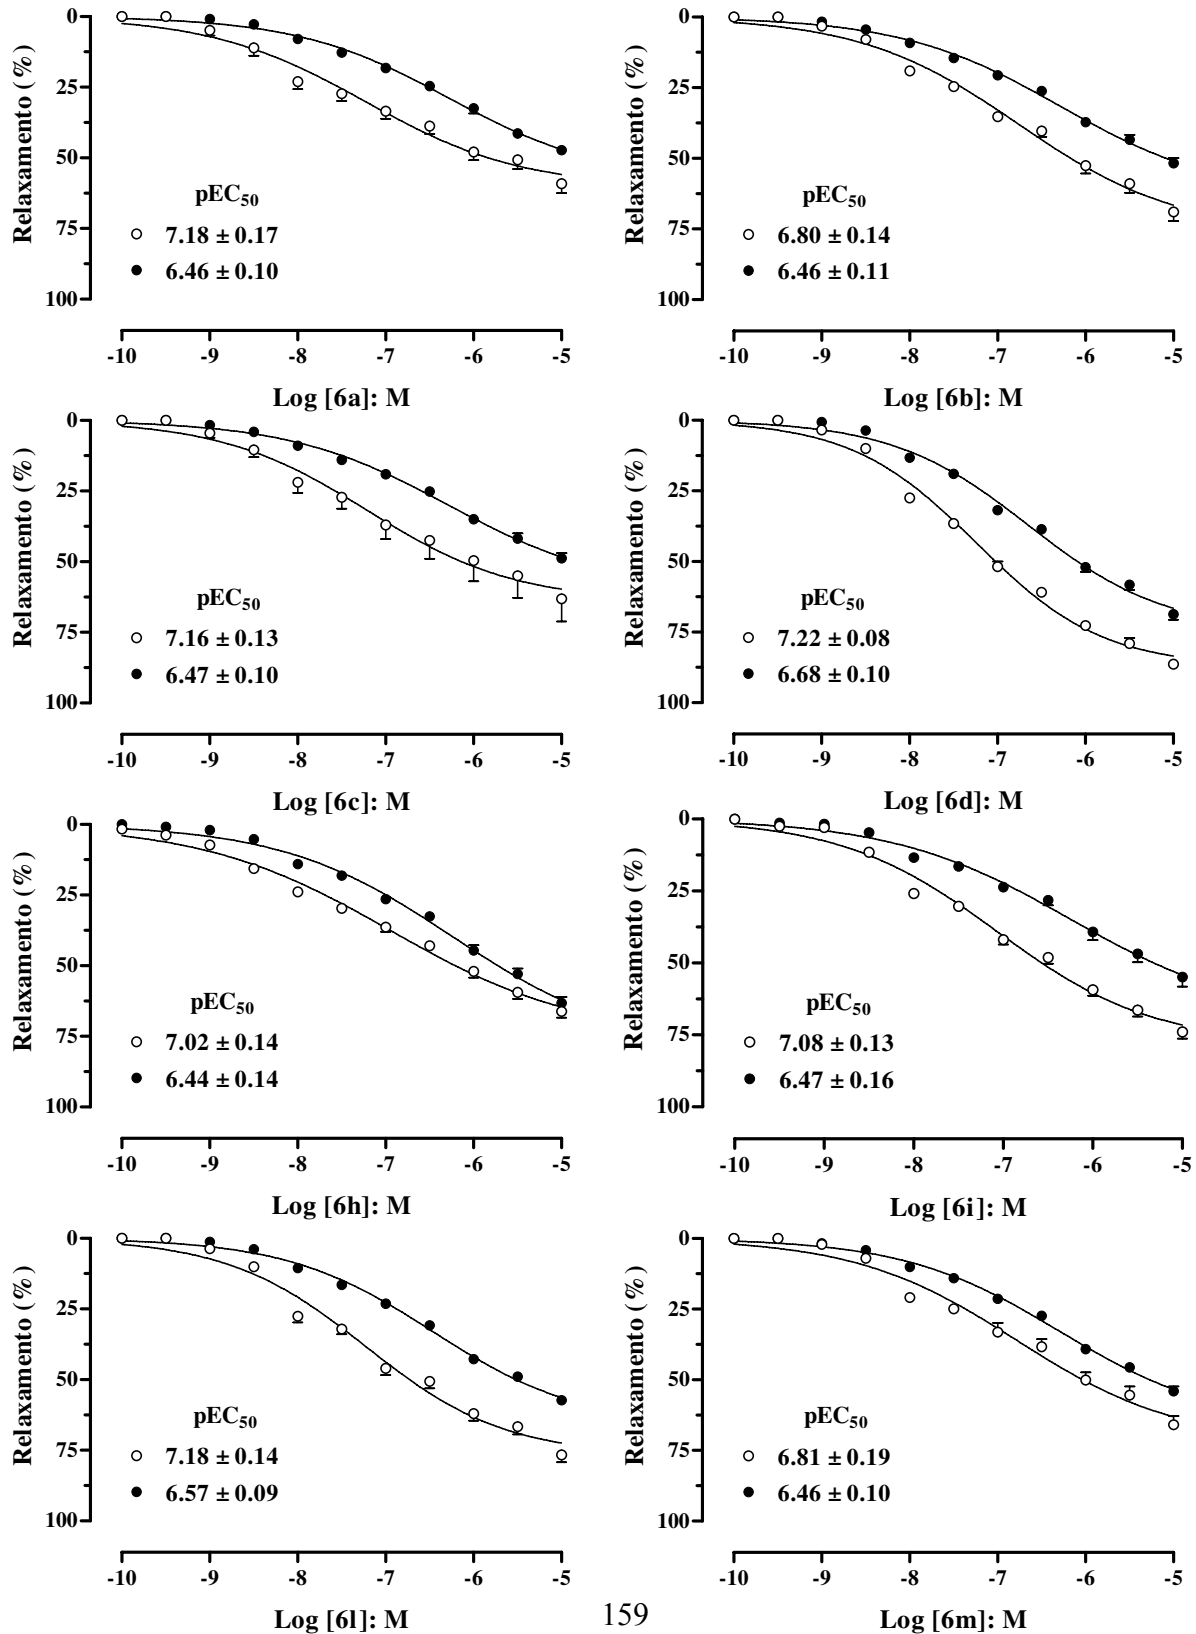 Relaxamento (%)
0
25
50
75
100
pEC50
7.18 ± 0.17
6.46 ± 0.10
-10 -9 -8 -7 -6 -5
Log [6a]: M
Relaxamento (%)
0
25
50
75
100
pEC50
6.80 ± 0.14
6.46 ± 0.11
-10 -9 -8 -7 -6 -5
Log [6b]: M
Relaxamento (%)
0
25
50
75
100
pEC50
7.16 ± 0.13
6.47 ± 0.10
-10 -9 -8 -7 -6 -5
Log [6c]: M
Relaxamento (%)
0
25
50
75
100
pEC50
7.22 ± 0.08
6.68 ± 0.10
-10 -9 -8 -7 -6 -5
Log [6d]: M
Relaxamento (%)
0
25
50
75
100
pEC50
7.02 ± 0.14
6.44 ± 0.14
-10 -9 -8 -7 -6 -5
Log [6h]: M
Relaxamento (%)
0
25
50
75
100
pEC50
7.08 ± 0.13
6.47 ± 0.16
-10 -9 -8 -7 -6 -5
Log [6i]: M
Relaxamento (%)
0
25
50
75
100
pEC50
7.18 ± 0.14
6.57 ± 0.09
-10 -9 -8 -7 -6 -5
Log [6l]: M
Relaxamento (%)
0
25
50
75
100
pEC50
6.81 ± 0.19
6.46 ± 0.10
-10 -9 -8 -7 -6 -5
Log [6m]: M
159